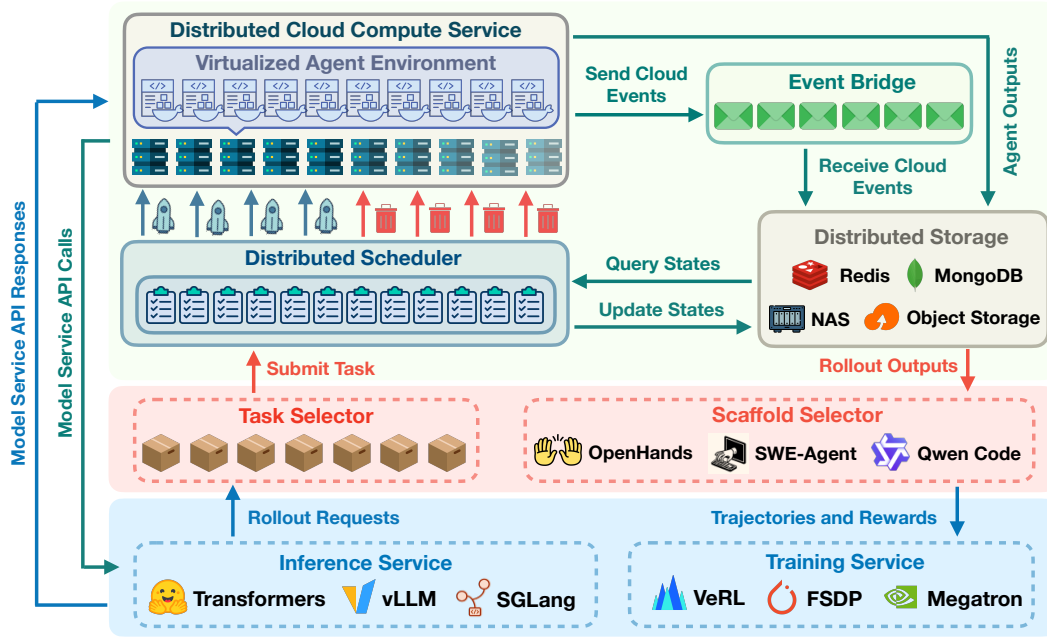 Distributed Cloud Compute Service
Virtualized Agent Environment
Send Cloud
Events
Event Bridge
Agent Outputs
Receive Cloud
Events
Model Service API Responses
Model Service API Calls
Distributed Scheduler
Query States
Update States
Distributed Storage
Redis
MongoDB
NAS
Object Storage
Submit Task
Rollout Outputs
Task Selector
Scaffold Selector
OpenHands
SWE-Agent
Qwen Code
Rollout Requests
Trajectories and Rewards
Inference Service
Transformers
vLLM
SGLang
Training Service
VeRL
FSDP
Megatron